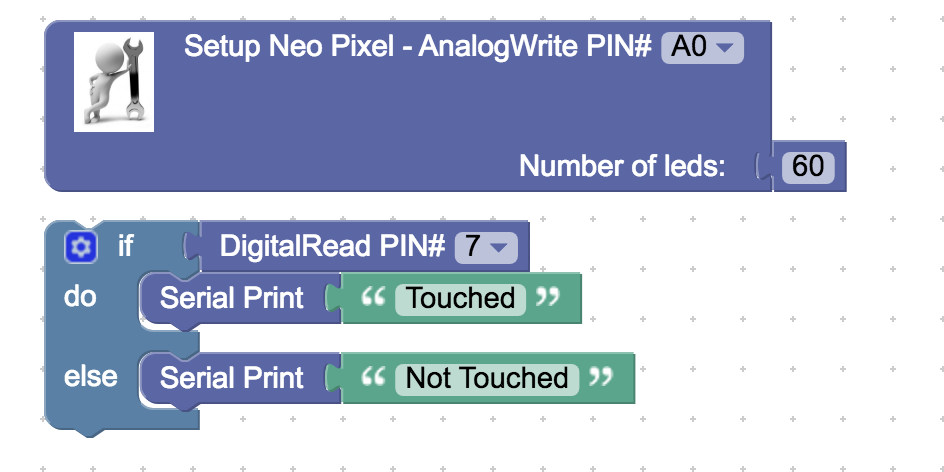 Setup Neo Pixel - AnalogWrite PIN# A0
Number of leds: 60
if DigitalRead PIN# 7
do Serial Print “ Touched ”
else Serial Print “ Not Touched ”